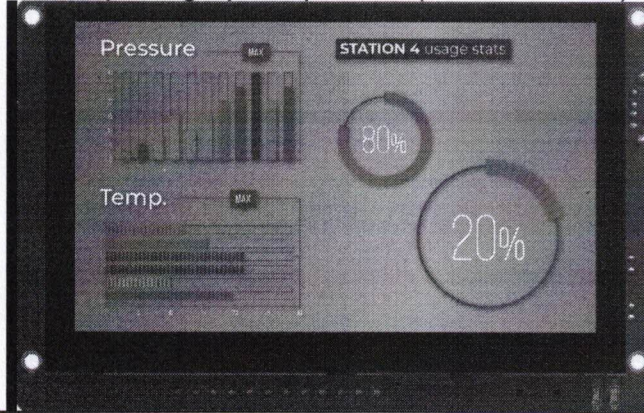 Pressure
MAX
STATION 4 usage stats
80%
Temp.
MAX
20%